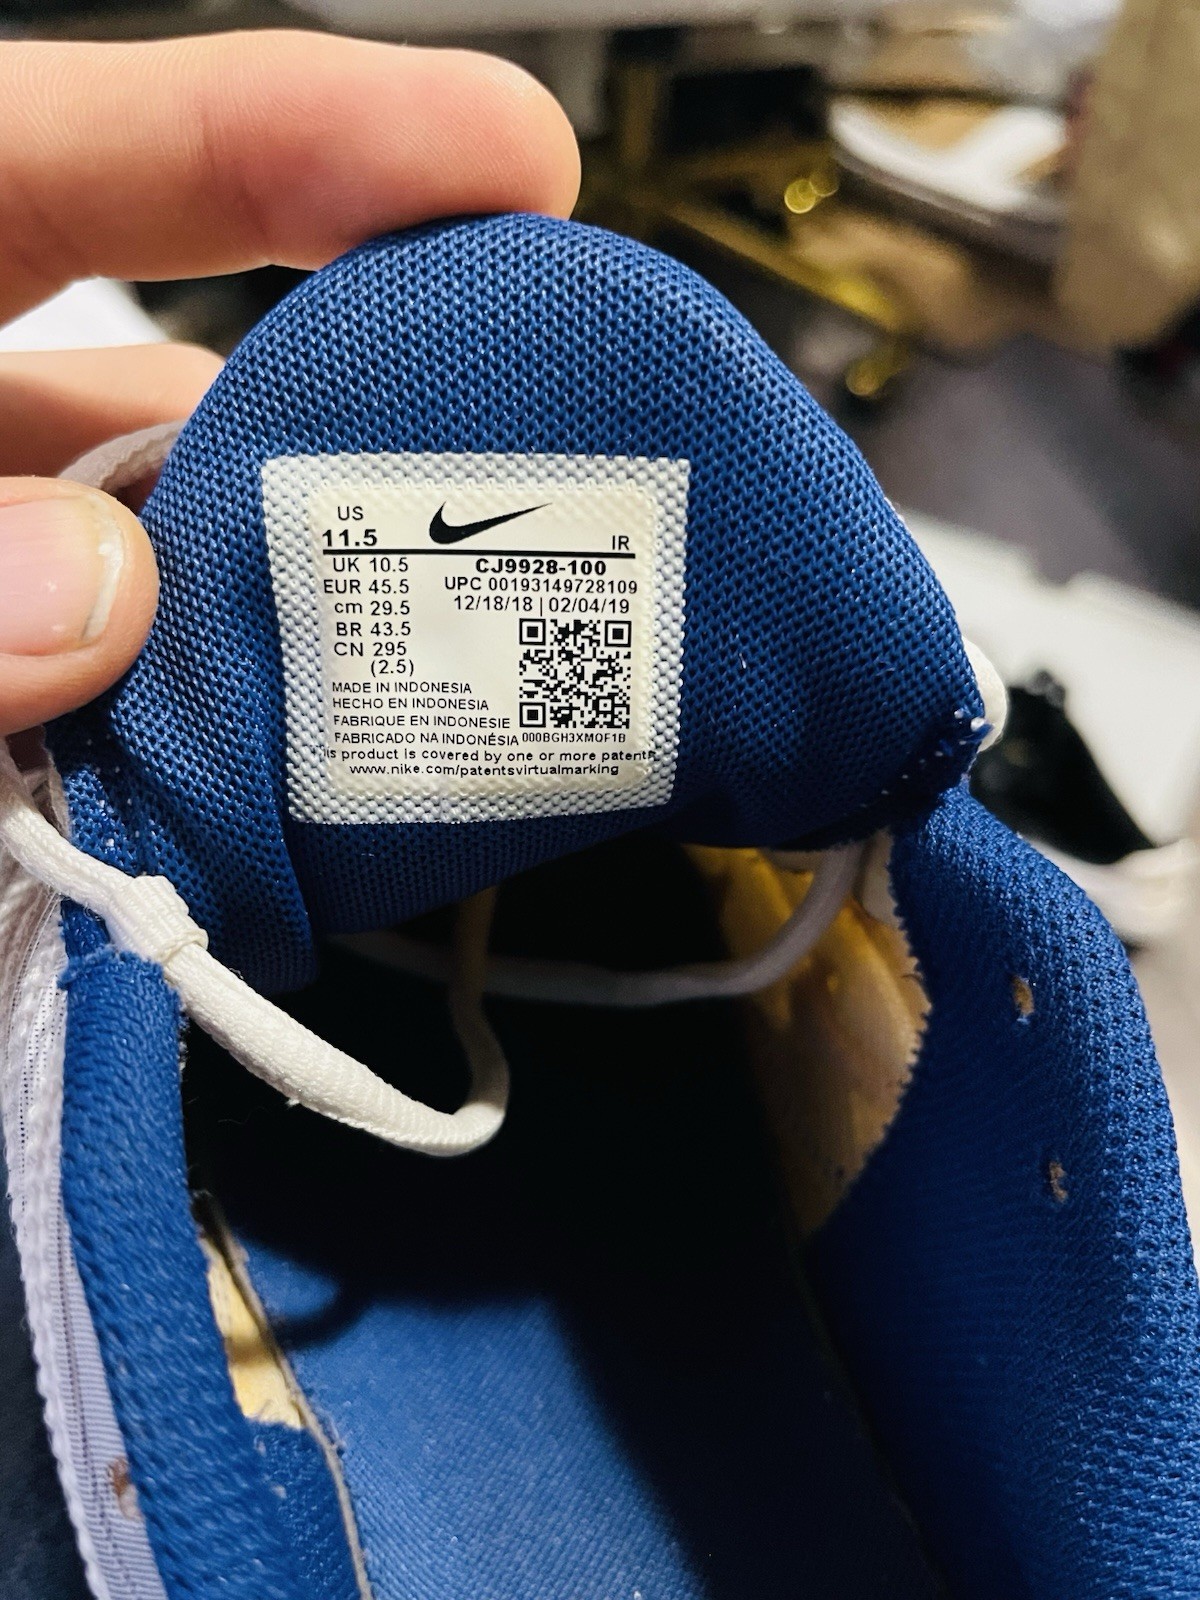 US
11.5 IR
UK 10.5 CJ9928-100
EUR 45.5 UPC 00193149728109
cm 29.5 12/18/18 | 02/04/19
BR 43.5
CN 295
(2.5)
MADE IN INDONESIA
HECHO EN INDONESIA
FABRIQUE EN INDONESIE
FABRICADO NA INDONÉSIA 000BGH3XMOF1B
is product is covered by one or more patents
www.nike.com/patentsvirtualmarking